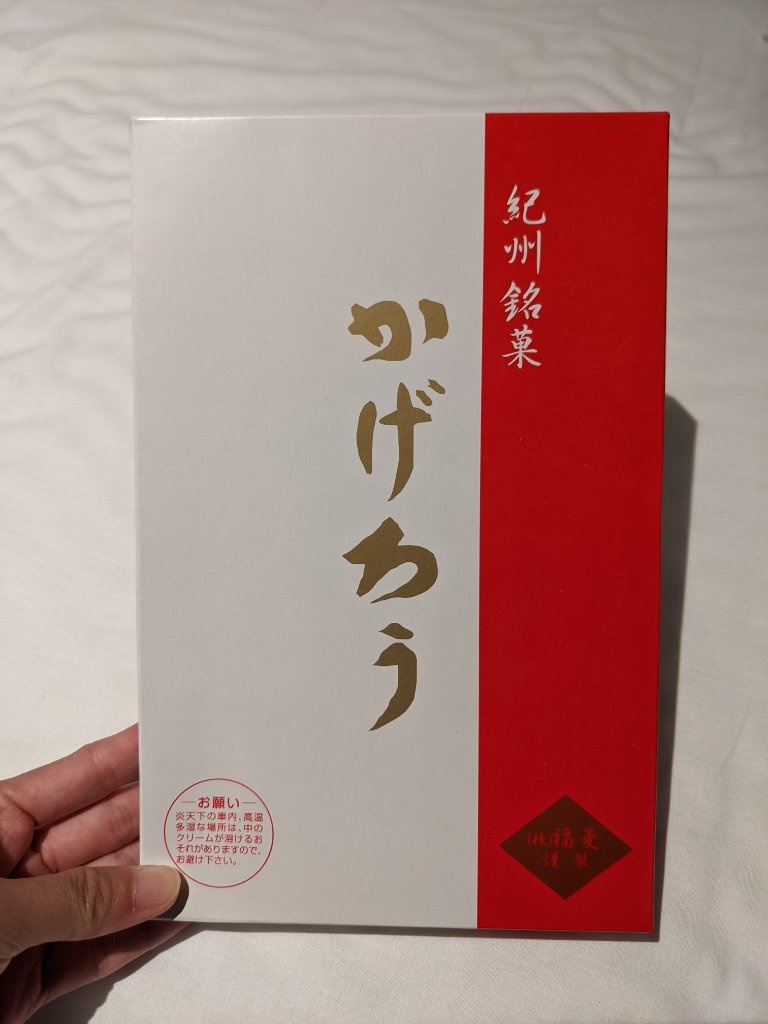 紀州銘菓
かげろう
お願い
炎天下の車内、高温
多湿な場所は、中の
クリームが溶けるお
それがありますので、
お避け下さい。
(株)福菱
謹製